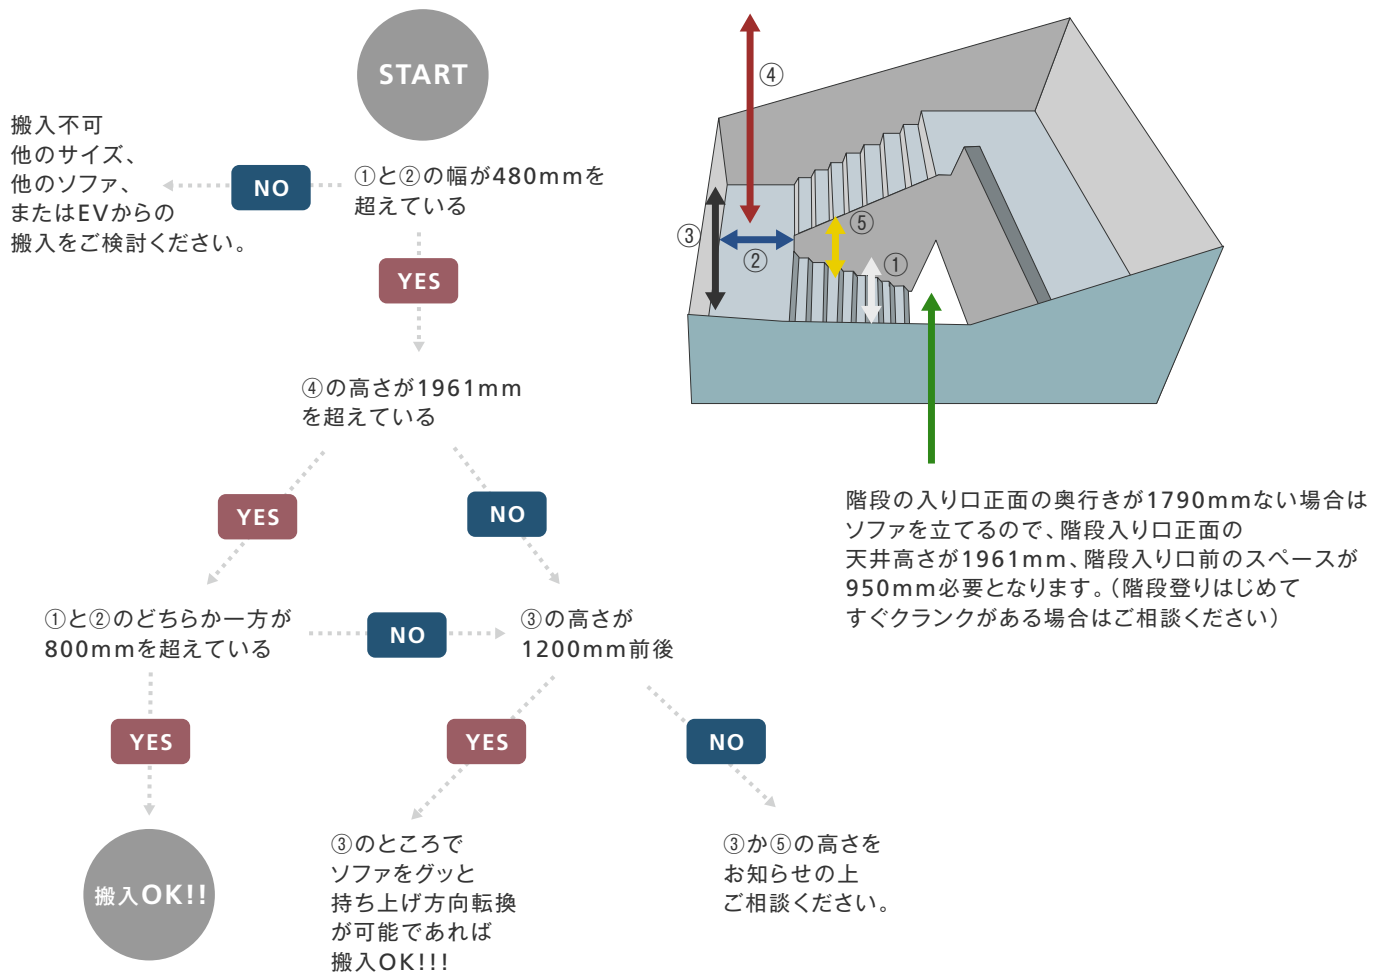 START
搬入不可
他のサイズ、
他のソファ、
またはEVからの
搬入をご検討ください。
NO
①と②の幅が480mmを
超えている
YES
④の高さが1961mm
を超えている
YES
NO
①と②のどちらか一方が
800mmを超えている
NO
③の高さが
1200mm前後
YES
YES
NO
搬入OK!!
③のところで
ソファをグッと
持ち上げ方向転換
が可能であれば
搬入OK!!!
③か⑤の高さを
お知らせの上
ご相談ください。
④
③
②
⑤
①
階段の入り口正面の奥行きが1790mmない場合は
ソファを立てるので、階段入り口正面の
天井高さが1961mm、階段入り口前のスペースが
950mm必要となります。（階段登りはじめて
すぐクランクがある場合はご相談ください）